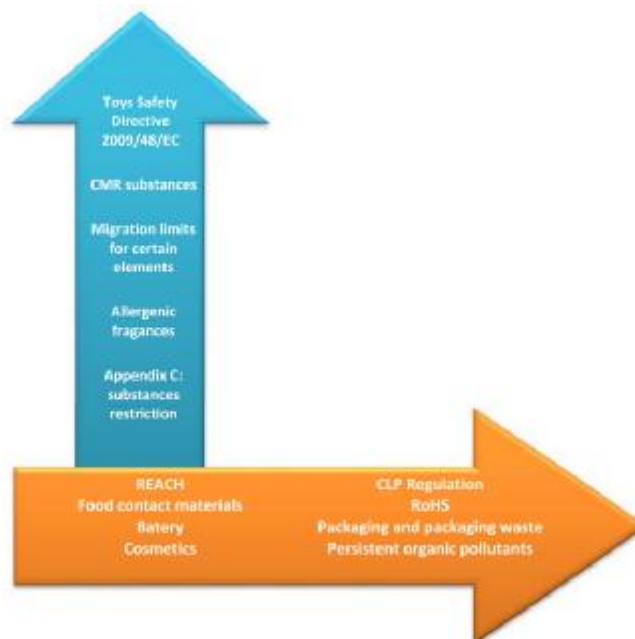 Toys Safety
Directive
2009/48/EC
CMR substances
Migration limits
for certain
elements
Allergenic
fragances
Appendix C:
substances
restriction
REACH
Food contact materials
Batery
Cosmetics
CLP Regulation
RoHS
Packaging and packaging waste
Persistent organic pollutants